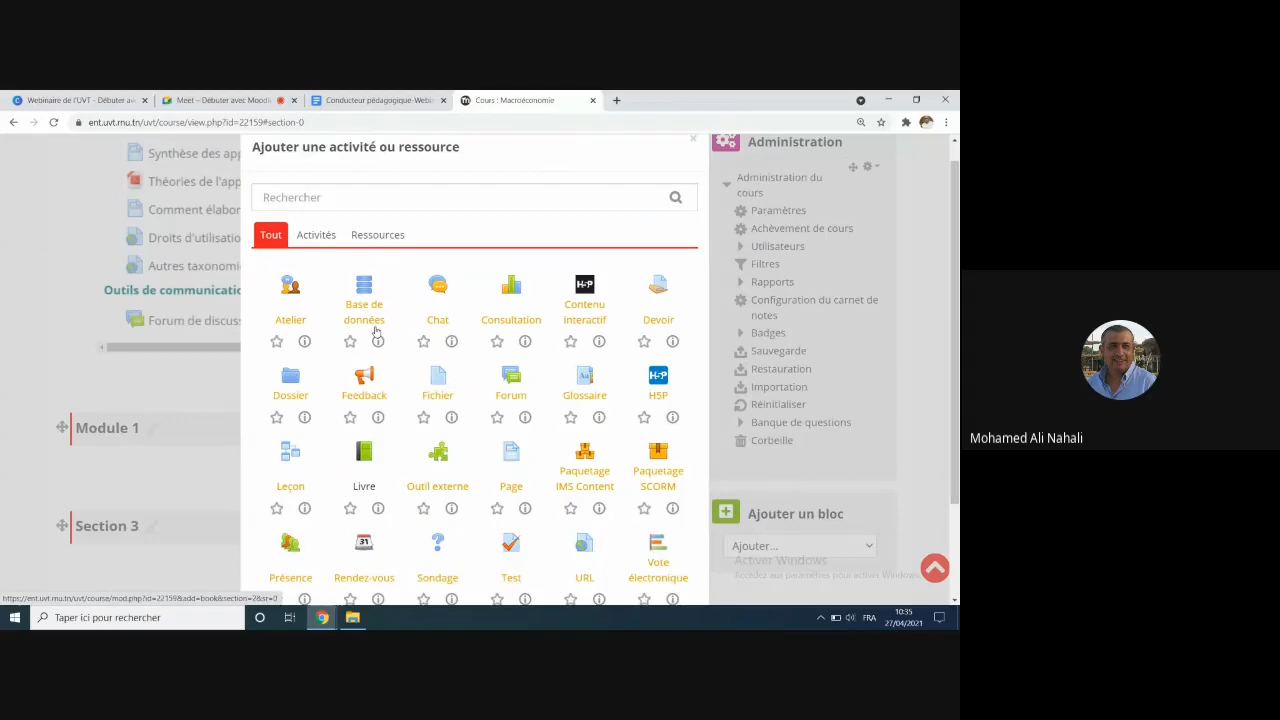 Webinaire de l'UVT - Débuter av
Meet – Débuter avec Moodl
Conducteur pédagogique-Webi
Cours : Macroéconomie
ent.uvt.rnu.tn/uvt/course/view.php?id=22159#section-0
Synthèse des app
Théories de l'app
Comment élabo
Droits d'utilisatio
Autres taxonomi
Outils de communicati
Forum de discus
Module 1
Section 3
Ajouter une activité ou ressource
Rechercher
Tout
Activités
Ressources
Atelier
Base de
données
Chat
Consultation
Contenu
interactif
Devoir
Dossier
Feedback
Fichier
Forum
Glossaire
H5P
Leçon
Livre
Outil externe
Page
Paquetage
IMS Content
Paquetage
SCORM
Présence
31
Rendez-vous
Sondage
Test
URL
Vote
électronique
Administration
Administration du
cours
Paramètres
Achèvement de cours
Utilisateurs
Filtres
Rapports
Configuration du carnet de
notes
Badges
Sauvegarde
Restauration
Importation
Réinitialiser
Banque de questions
Corbeille
Ajouter un bloc
Ajouter...
Activer Windows
Accédez aux paramètres pour activer Windows.
https://ent.uvt.rnu.tn/uvt/course/mod.php?id=22159&add=book&section=2&sr=0
Taper ici pour rechercher
FRA
10:35
27/04/2021
Mohamed Ali Nahali